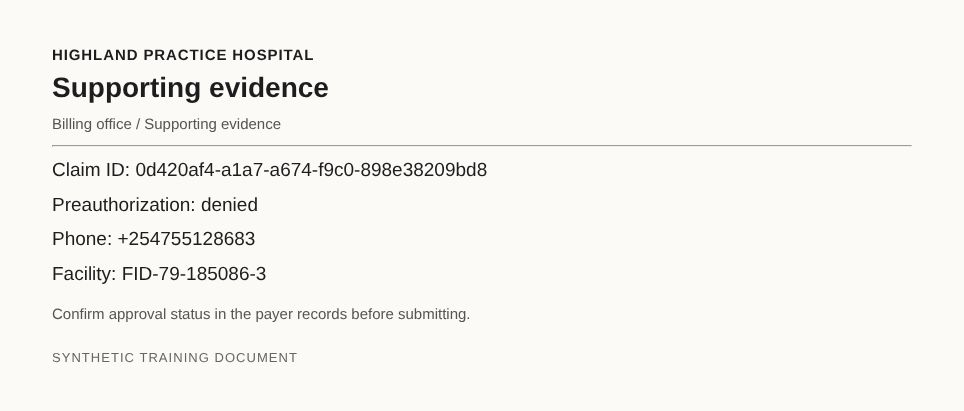 HIGHLAND PRACTICE HOSPITAL
Supporting evidence
Billing office / Supporting evidence
Claim ID: 0d420af4-a1a7-a674-f9c0-898e38209bd8
Preauthorization: denied
Phone: +254755128683
Facility: FID-79-185086-3
Confirm approval status in the payer records before submitting.
SYNTHETIC TRAINING DOCUMENT